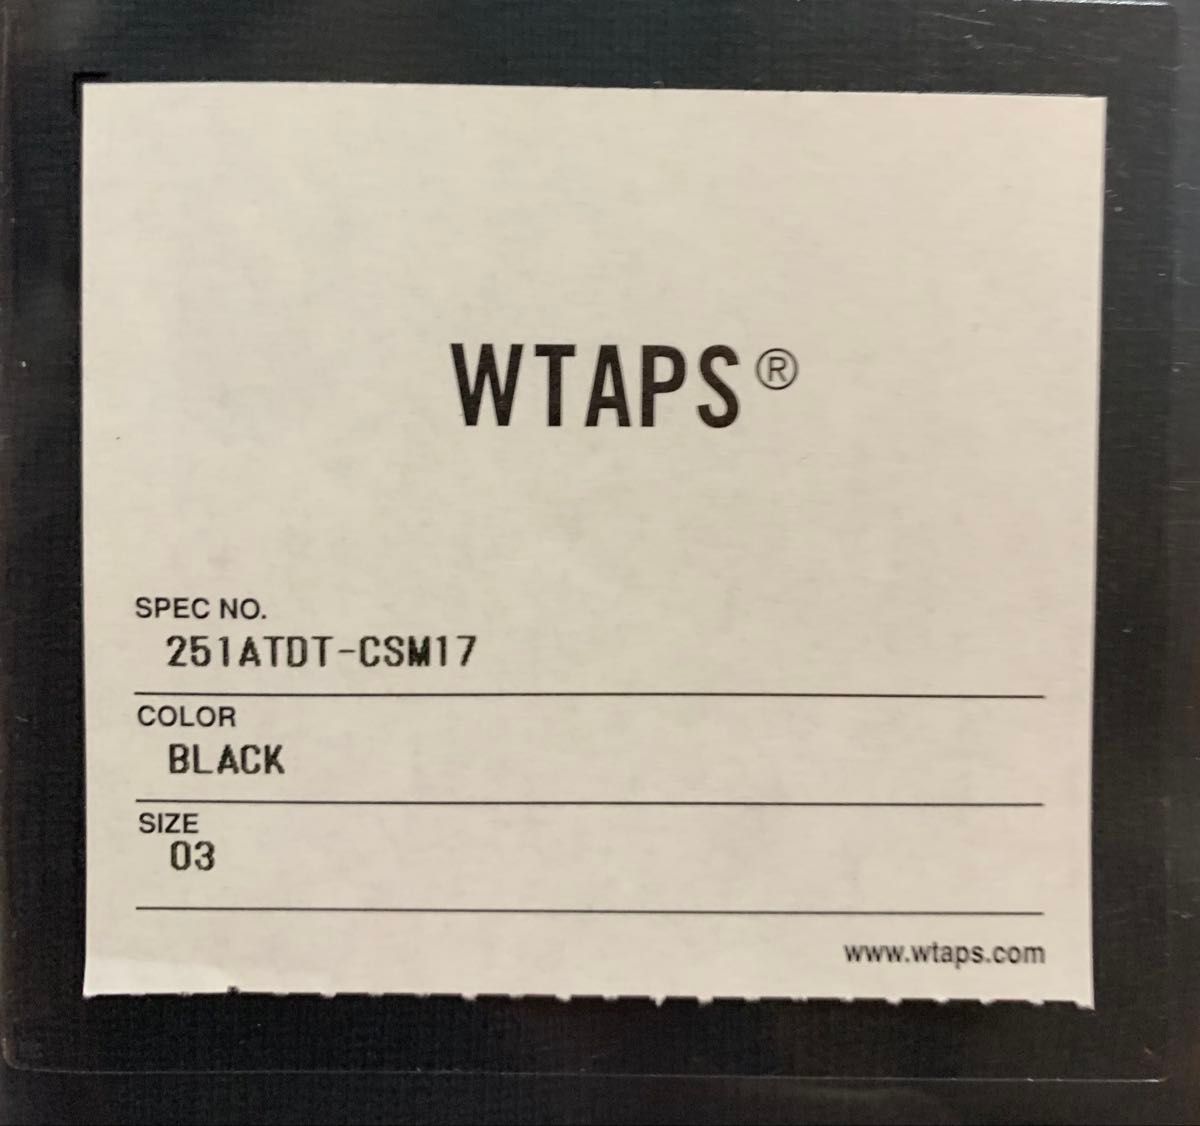 WTAPS®
SPEC NO.
251ATDT-CSM17
COLOR
BLACK
SIZE
03
www.wtaps.com